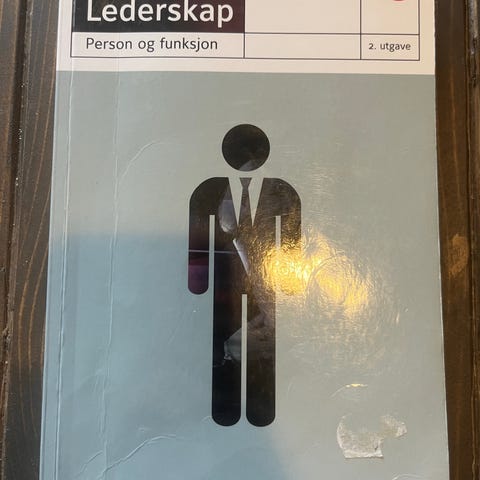 Lederskap
Person og funksjon
2. utgave